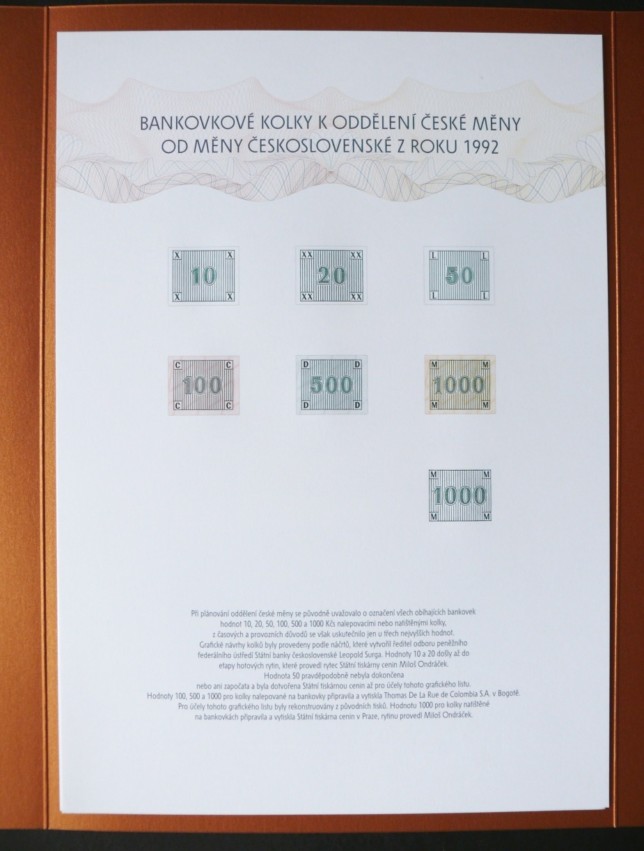 BANKOVKOVÉ KOLKY K ODDĚLENÍ ČESKÉ MĚNY
OD MĚNY ČESKOSLOVENSKÉ Z ROKU 1992
X X
10
X X
XX XX
20
XX XX
L L
50
L L
C C
100
C C
D D
500
D D
M M
1000
M M
M M
1000
M M
Při plánování oddělení české měny se původně uvažovalo o označení všech obíhajících bankovek
hodnot 10, 20, 50, 100, 500 a 1000 Kčs nalepovacími nebo natištěnými kolky,
z časových a provozních důvodů se však uskutečnilo jen u třech nejvyšších hodnot.
Grafické návrhy kolků byly provedeny podle náčrtů, které vytvořil ředitel odboru peněžního
federálního ústředí Státní banky československé Leopold Surga. Hodnoty 10 a 20 došly až do
etapy hotových rytin, které provedl rytec Státní tiskárny cenin Miloš Ondráček.
Hodnota 50 pravděpodobně nebyla dokončena
nebo ani započata a byla dotvořena Státní tiskárnou cenin až pro účely tohoto grafického listu.
Hodnoty 100, 500 a 1000 pro kolky nalepované na bankovky připravila a vytiskla Thomas De La Rue de Colombia S.A. v Bogotě.
Pro účely tohoto grafického listu byly rekonstruovány z původních tisků. Hodnotu 1000 pro kolky natištěné
na bankovkách připravila a vytiskla Státní tiskárna cenin v Praze, rytinu provedl Miloš Ondráček.